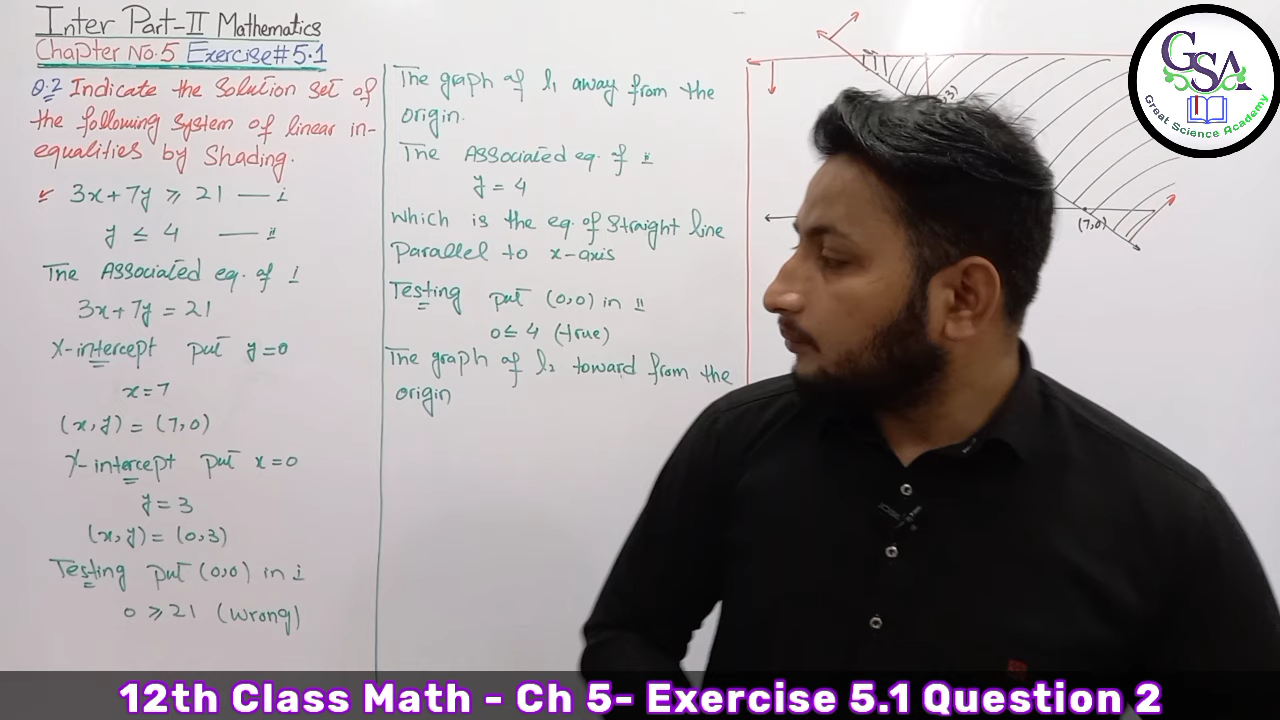 Inter Part-II Mathematics
Chapter No.5 Exercise#5.1
Q.2 Indicate the Solution set of
the following System of linear in-
equalities by Shading.
3x+7y ≥ 21 — i
y ≤ 4 — ii
The Associated eq. of i
3x+7y = 21
X-intercept put y=0
x=7
(x,y) = (7,0)
Y-intercept put x=0
y=3
(x,y) = (0,3)
Testing put (0,0) in i
0 ≥ 21 (wrong)
The graph of l₁ away from the
origin.
The Associated eq. of ii
y = 4
which is the eq. of Straight line
Parallel to x-axis
Testing put (0,0) in ii
0 ≤ 4 (true)
The graph of l₂ toward from the
origin
(7,0)
GSA
Great Science Academy
12th Class Math - Ch 5- Exercise 5.1 Question 2